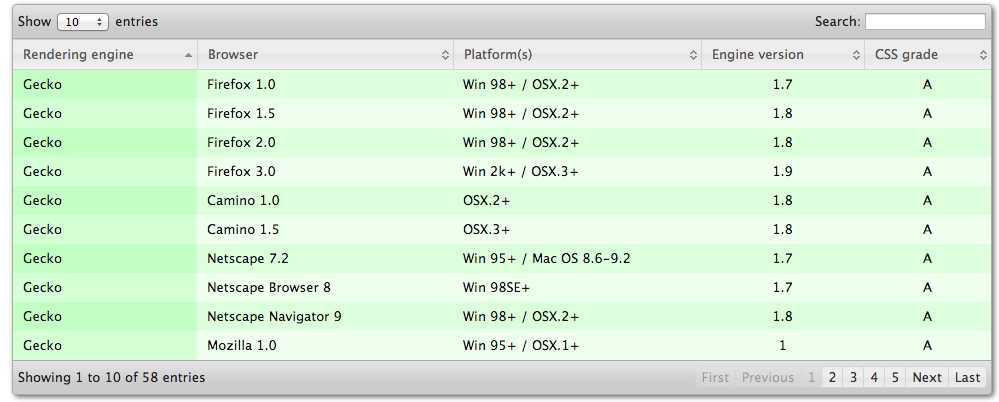 Show 10 entries Search:
Rendering engine Browser Platform(s) Engine version CSS grade
Gecko Firefox 1.0 Win 98+ / OSX.2+ 1.7 A
Gecko Firefox 1.5 Win 98+ / OSX.2+ 1.8 A
Gecko Firefox 2.0 Win 98+ / OSX.2+ 1.8 A
Gecko Firefox 3.0 Win 2k+ / OSX.3+ 1.9 A
Gecko Camino 1.0 OSX.2+ 1.8 A
Gecko Camino 1.5 OSX.3+ 1.8 A
Gecko Netscape 7.2 Win 95+ / Mac OS 8.6-9.2 1.7 A
Gecko Netscape Browser 8 Win 98SE+ 1.7 A
Gecko Netscape Navigator 9 Win 98+ / OSX.2+ 1.8 A
Gecko Mozilla 1.0 Win 95+ / OSX.1+ 1 A
Showing 1 to 10 of 58 entries First Previous 1 2 3 4 5 Next Last